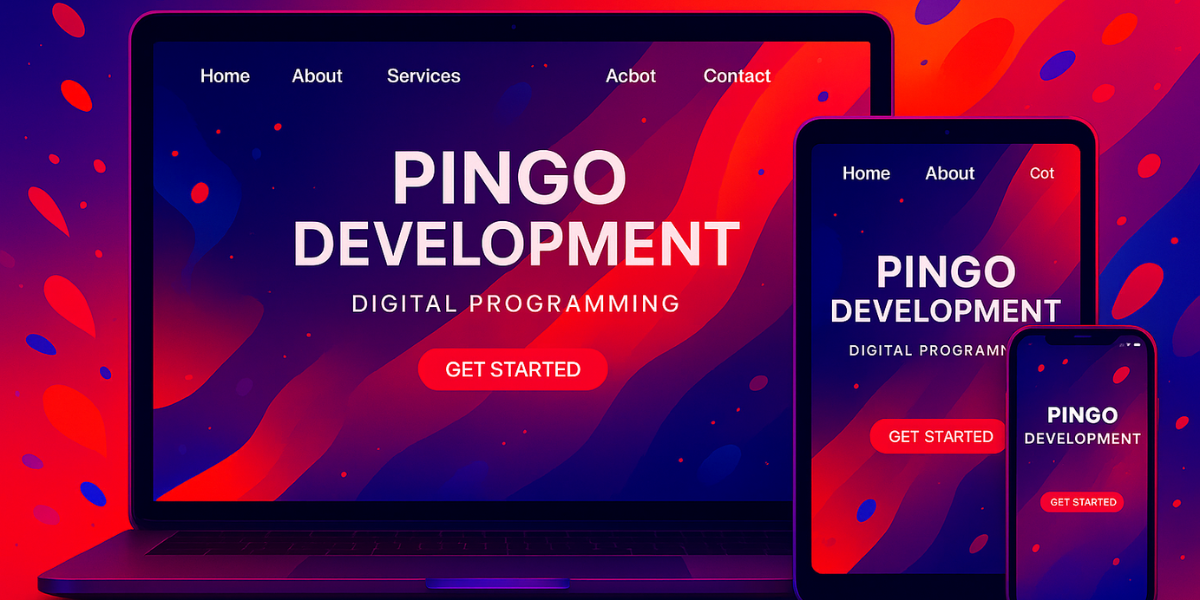 Home About Services Acbot Contact
PINGO
DEVELOPMENT
DIGITAL PROGRAMMING
GET STARTED
Home About Cot
PINGO
DEVELOPMENT
DIGITAL PROGRAMM
GET STARTED
PINGO
DEVELOPMENT
GET STARTED